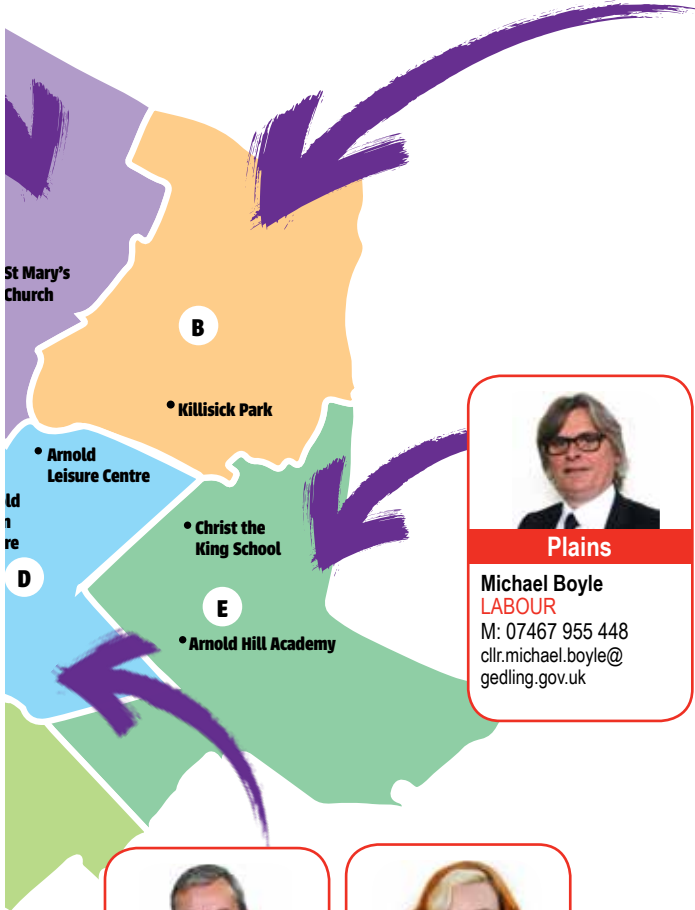 St Mary's
Church
B
Killisick Park
Arnold
Leisure Centre
Christ the
King School
D
E
Arnold Hill Academy
Plains
Michael Boyle
LABOUR
M: 07467 955 448
cllr.michael.boyle@
gedling.gov.uk